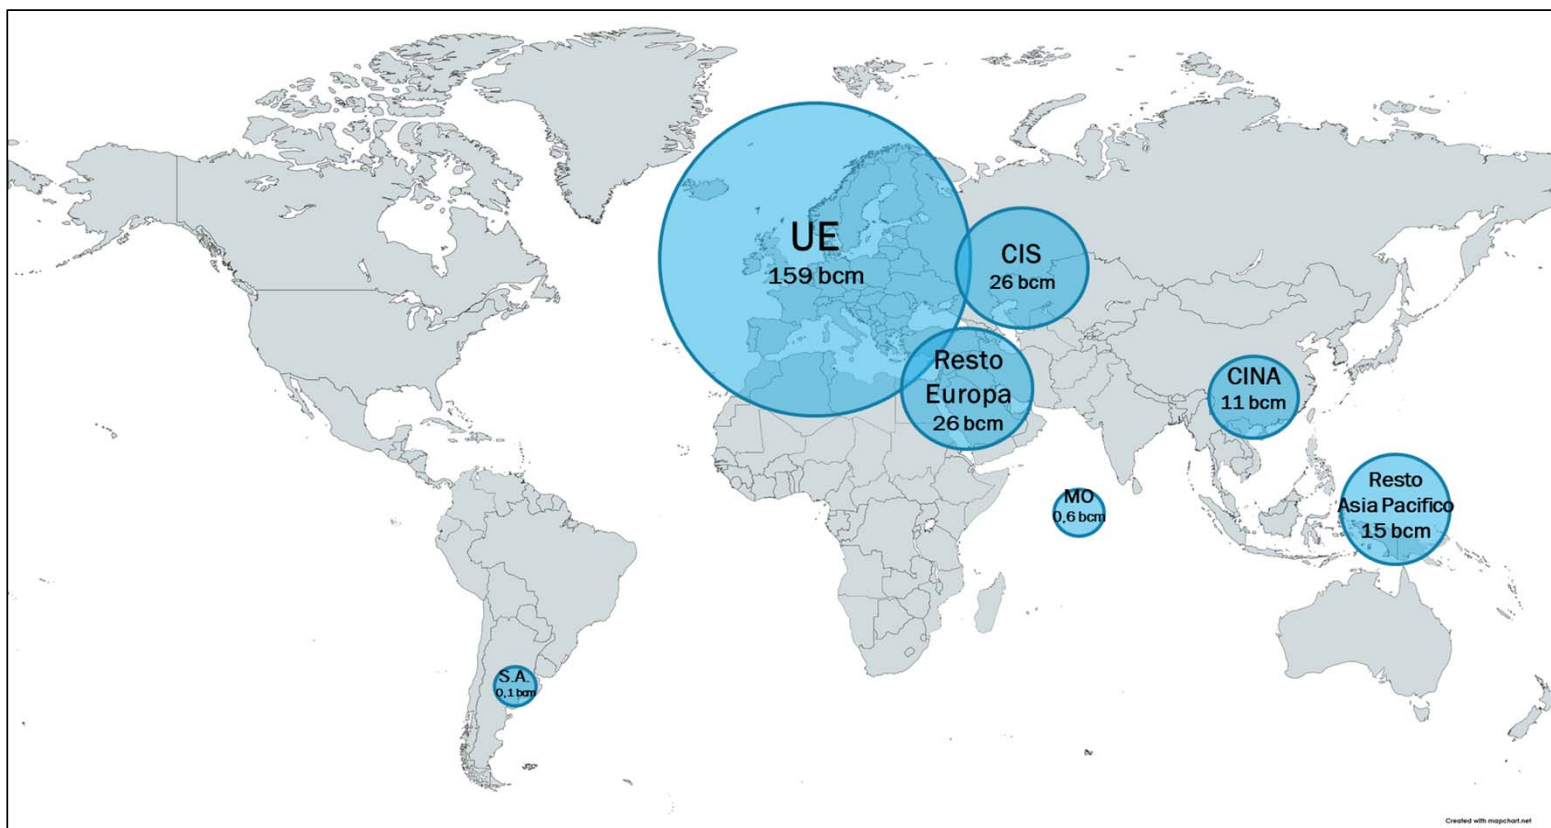 UE
159 bcm
CIS
26 bcm
Resto
Europa
26 bcm
CINA
11 bcm
Resto
Asia Pacifico
15 bcm
MO
0,6 bcm
S.A.
0,1 bcm
Created with mapchart.net